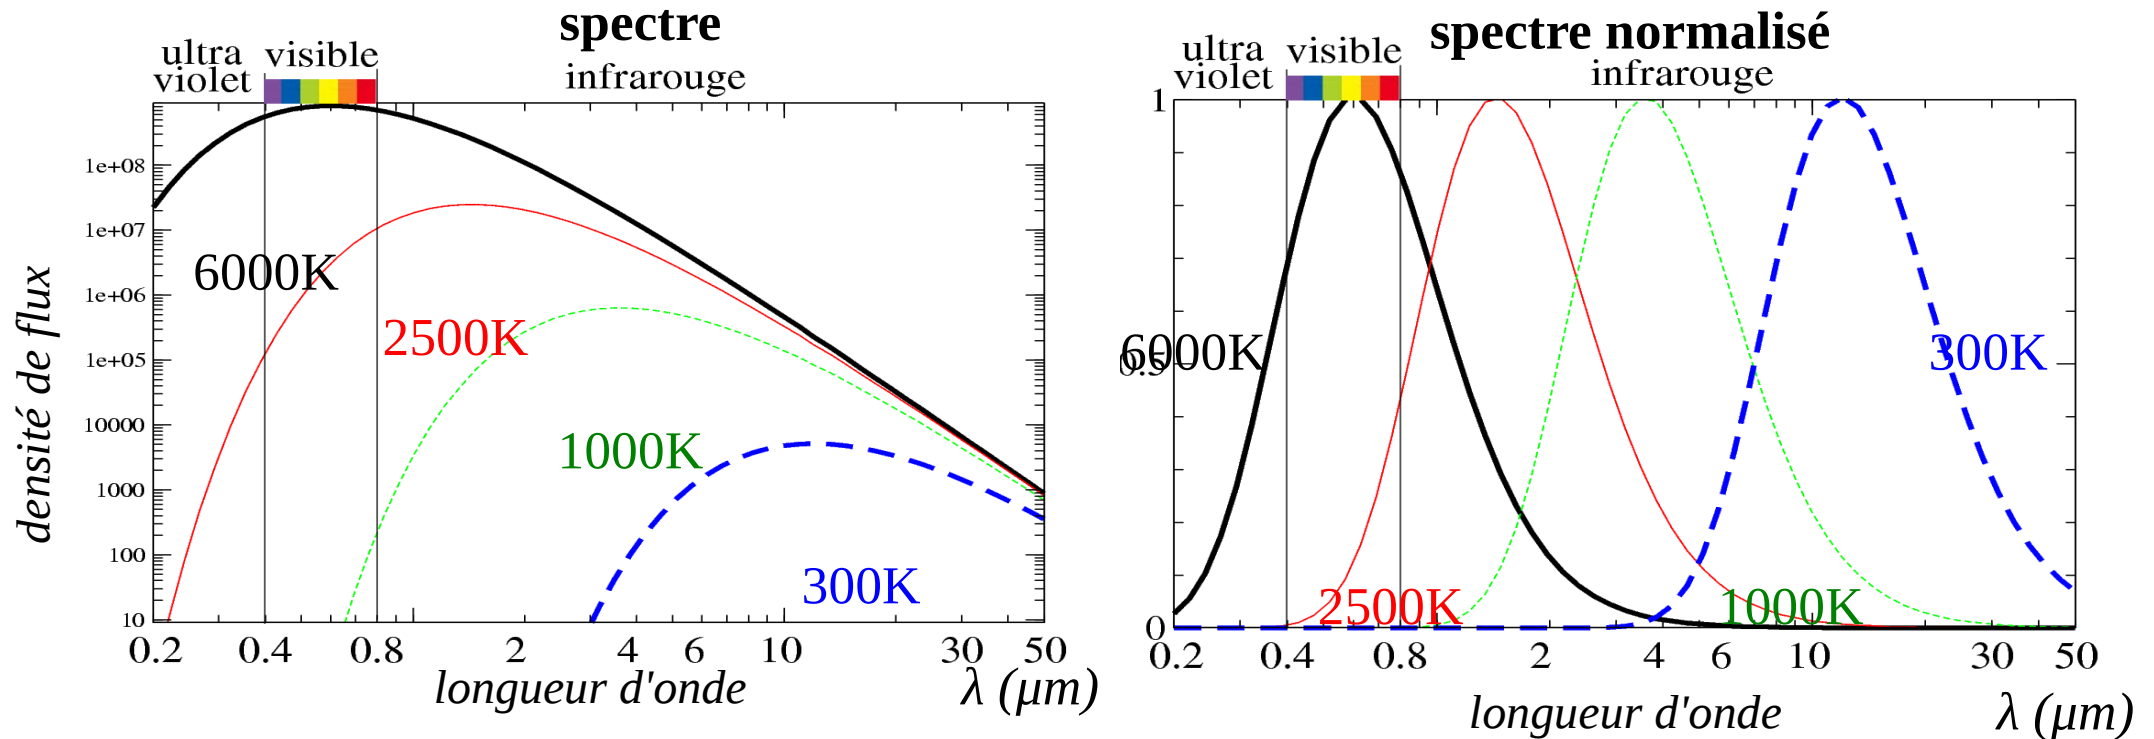 spectre
ultra
violet
visible
infrarouge
1e+08
1e+07
1e+06
1e+05
10000
1000
100
10
densité de flux
6000K
2500K
1000K
300K
0.2 0.4 0.8 2 4 6 10 30 50
longueur d'onde
λ (μm)
spectre normalisé
ultra
violet
visible
infrarouge
1
0.5
0
6000K
300K
2500K
1000K
0.2 0.4 0.8 2 4 6 10 30 50
longueur d'onde
λ (μm)